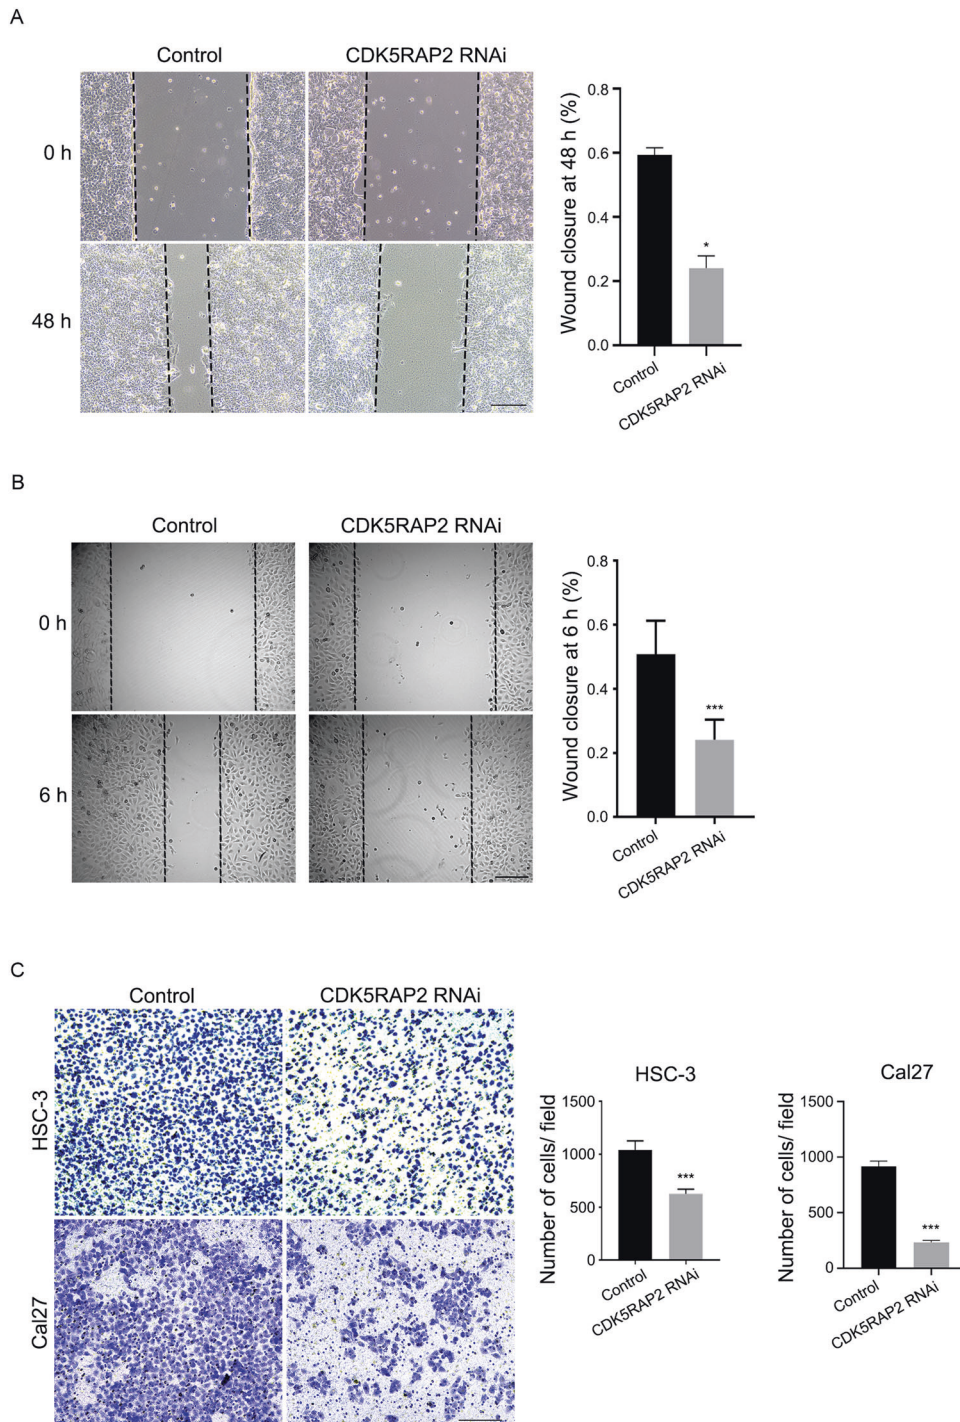 A
Control
CDK5RAP2 RNAi
0 h
48 h
Wound closure at 48 h (%)
0.8
0.6
0.4
0.2
0.0
*
Control
CDK5RAP2 RNAi
B
Control
CDK5RAP2 RNAi
0 h
6 h
Wound closure at 6 h (%)
0.8
0.6
0.4
0.2
0.0
***
Control
CDK5RAP2 RNAi
C
Control
CDK5RAP2 RNAi
HSC-3
Cal27
HSC-3
Number of cells/ field
1500
1000
500
0
***
Control
CDK5RAP2 RNAi
Cal27
Number of cells/ field
1500
1000
500
0
***
Control
CDK5RAP2 RNAi